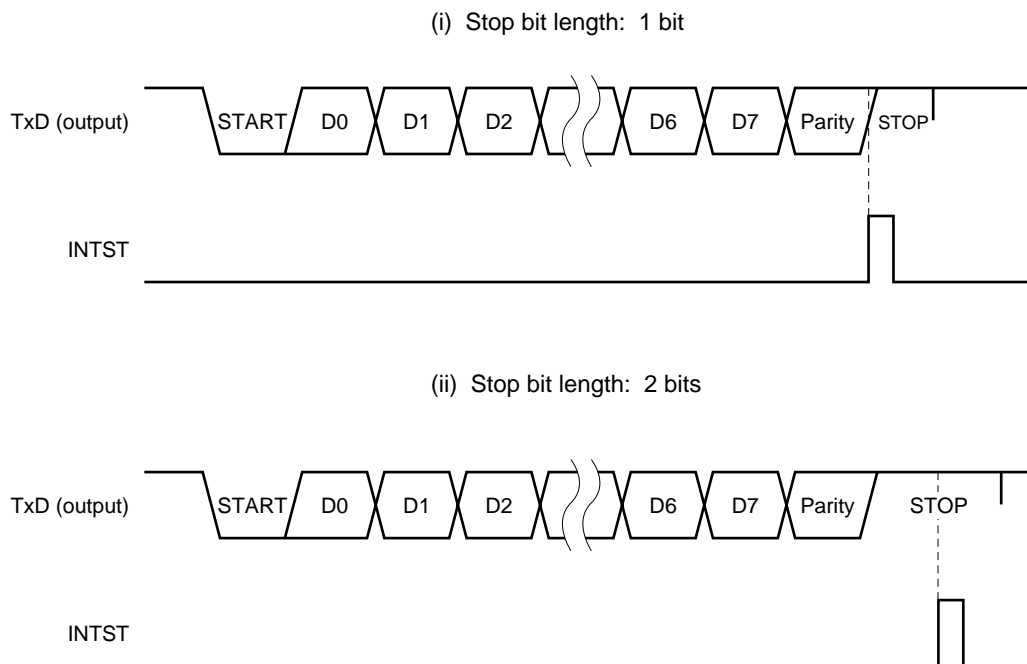 (i) Stop bit length: 1 bit
TxD (output) START D0 D1 D2 D6 D7 Parity STOP
INTST
(ii) Stop bit length: 2 bits
TxD (output) START D0 D1 D2 D6 D7 Parity STOP
INTST